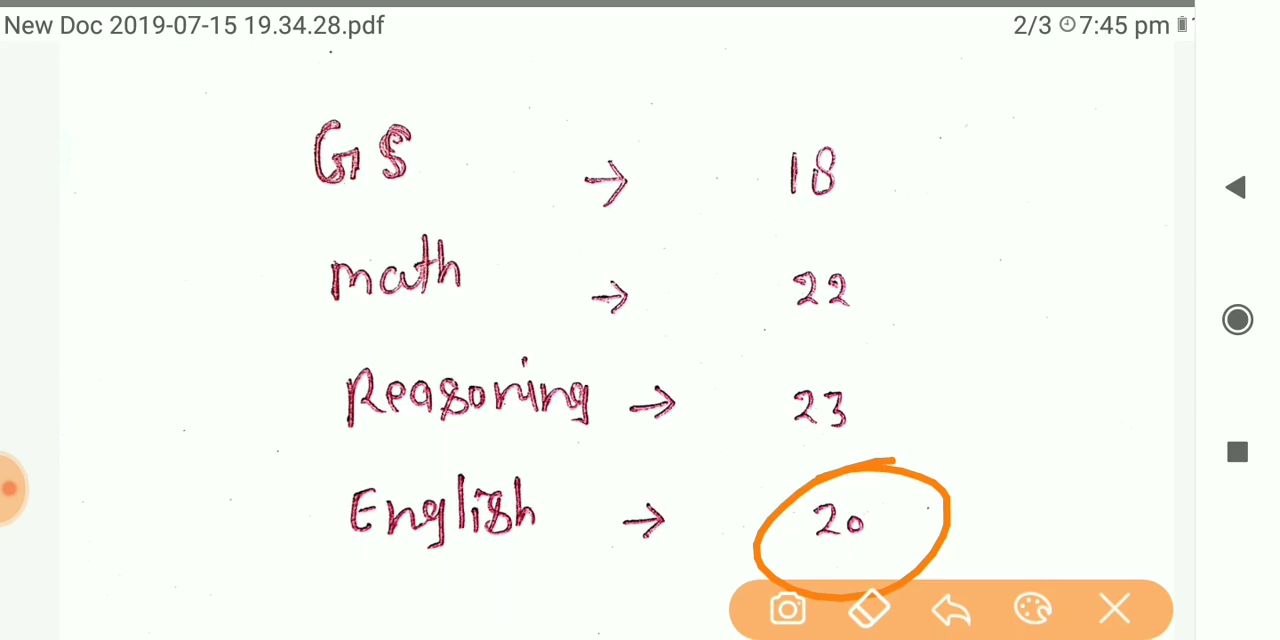 New Doc 2019-07-15 19.34.28.pdf 2/3 7:45 pm
GS → 18
math → 22
Reasoning → 23
English → 20